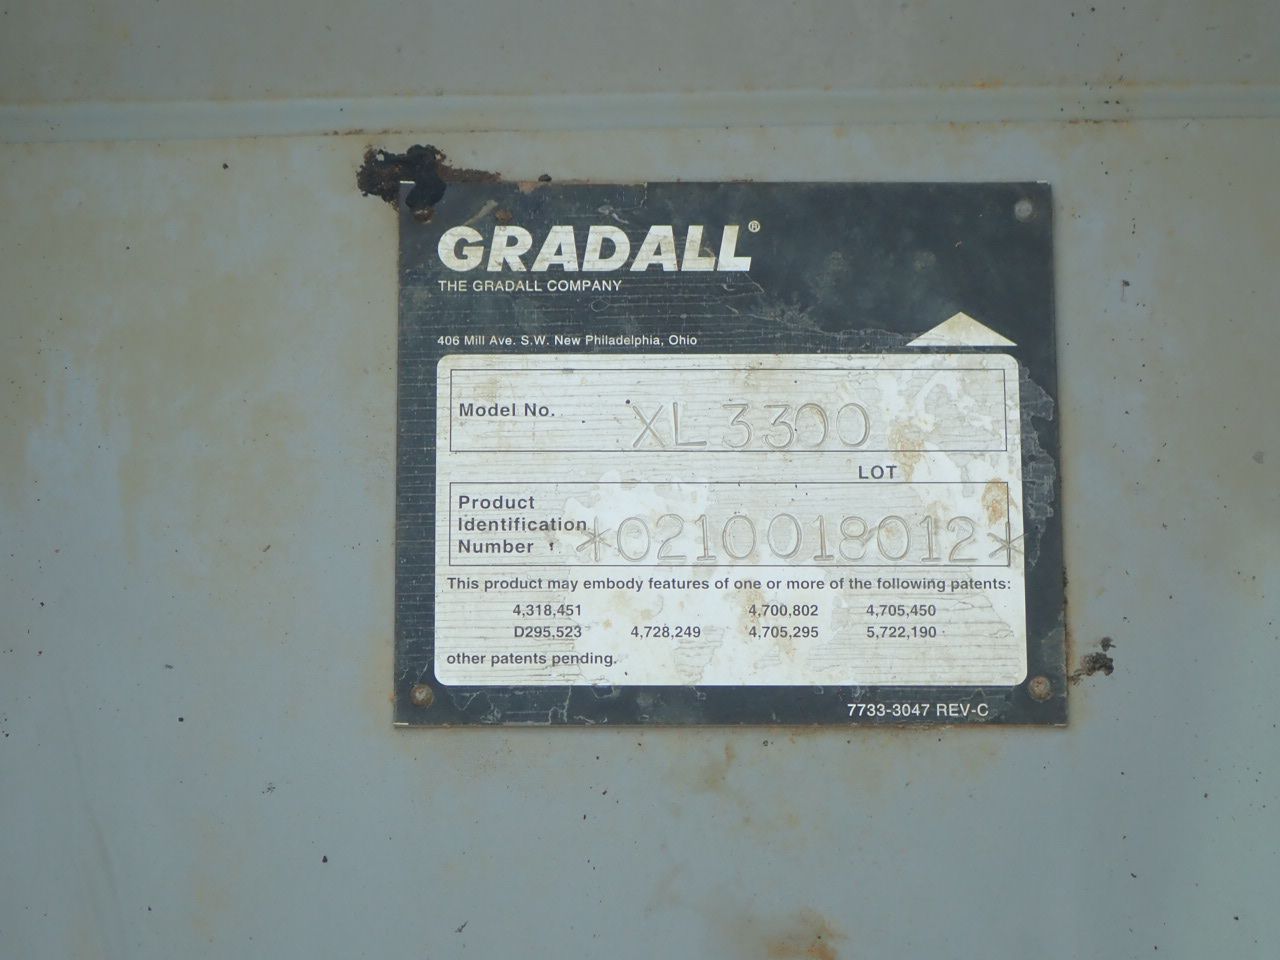 GRADALL®
THE GRADALL COMPANY
406 Mill Ave. S.W. New Philadelphia, Ohio
Model No. XL 3300
LOT
Product
Identification
Number *0210018012*
This product may embody features of one or more of the following patents:
4,318,451 4,700,802 4,705,450
D295,523 4,728,249 4,705,295 5,722,190
other patents pending.
7733-3047 REV-C